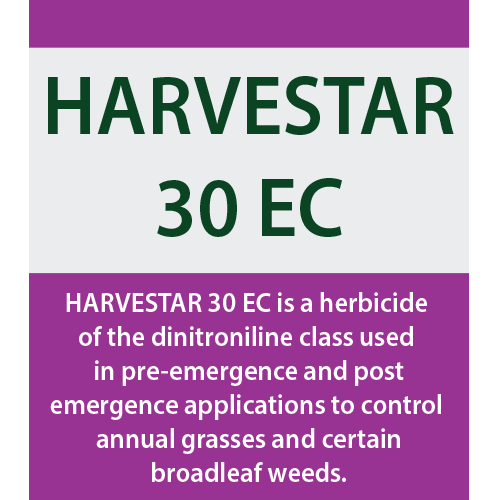 HARVESTAR
30 EC
HARVESTAR 30 EC is a herbicide
of the dinitroniline class used
in pre-emergence and post
emergence applications to control
annual grasses and certain
broadleaf weeds.